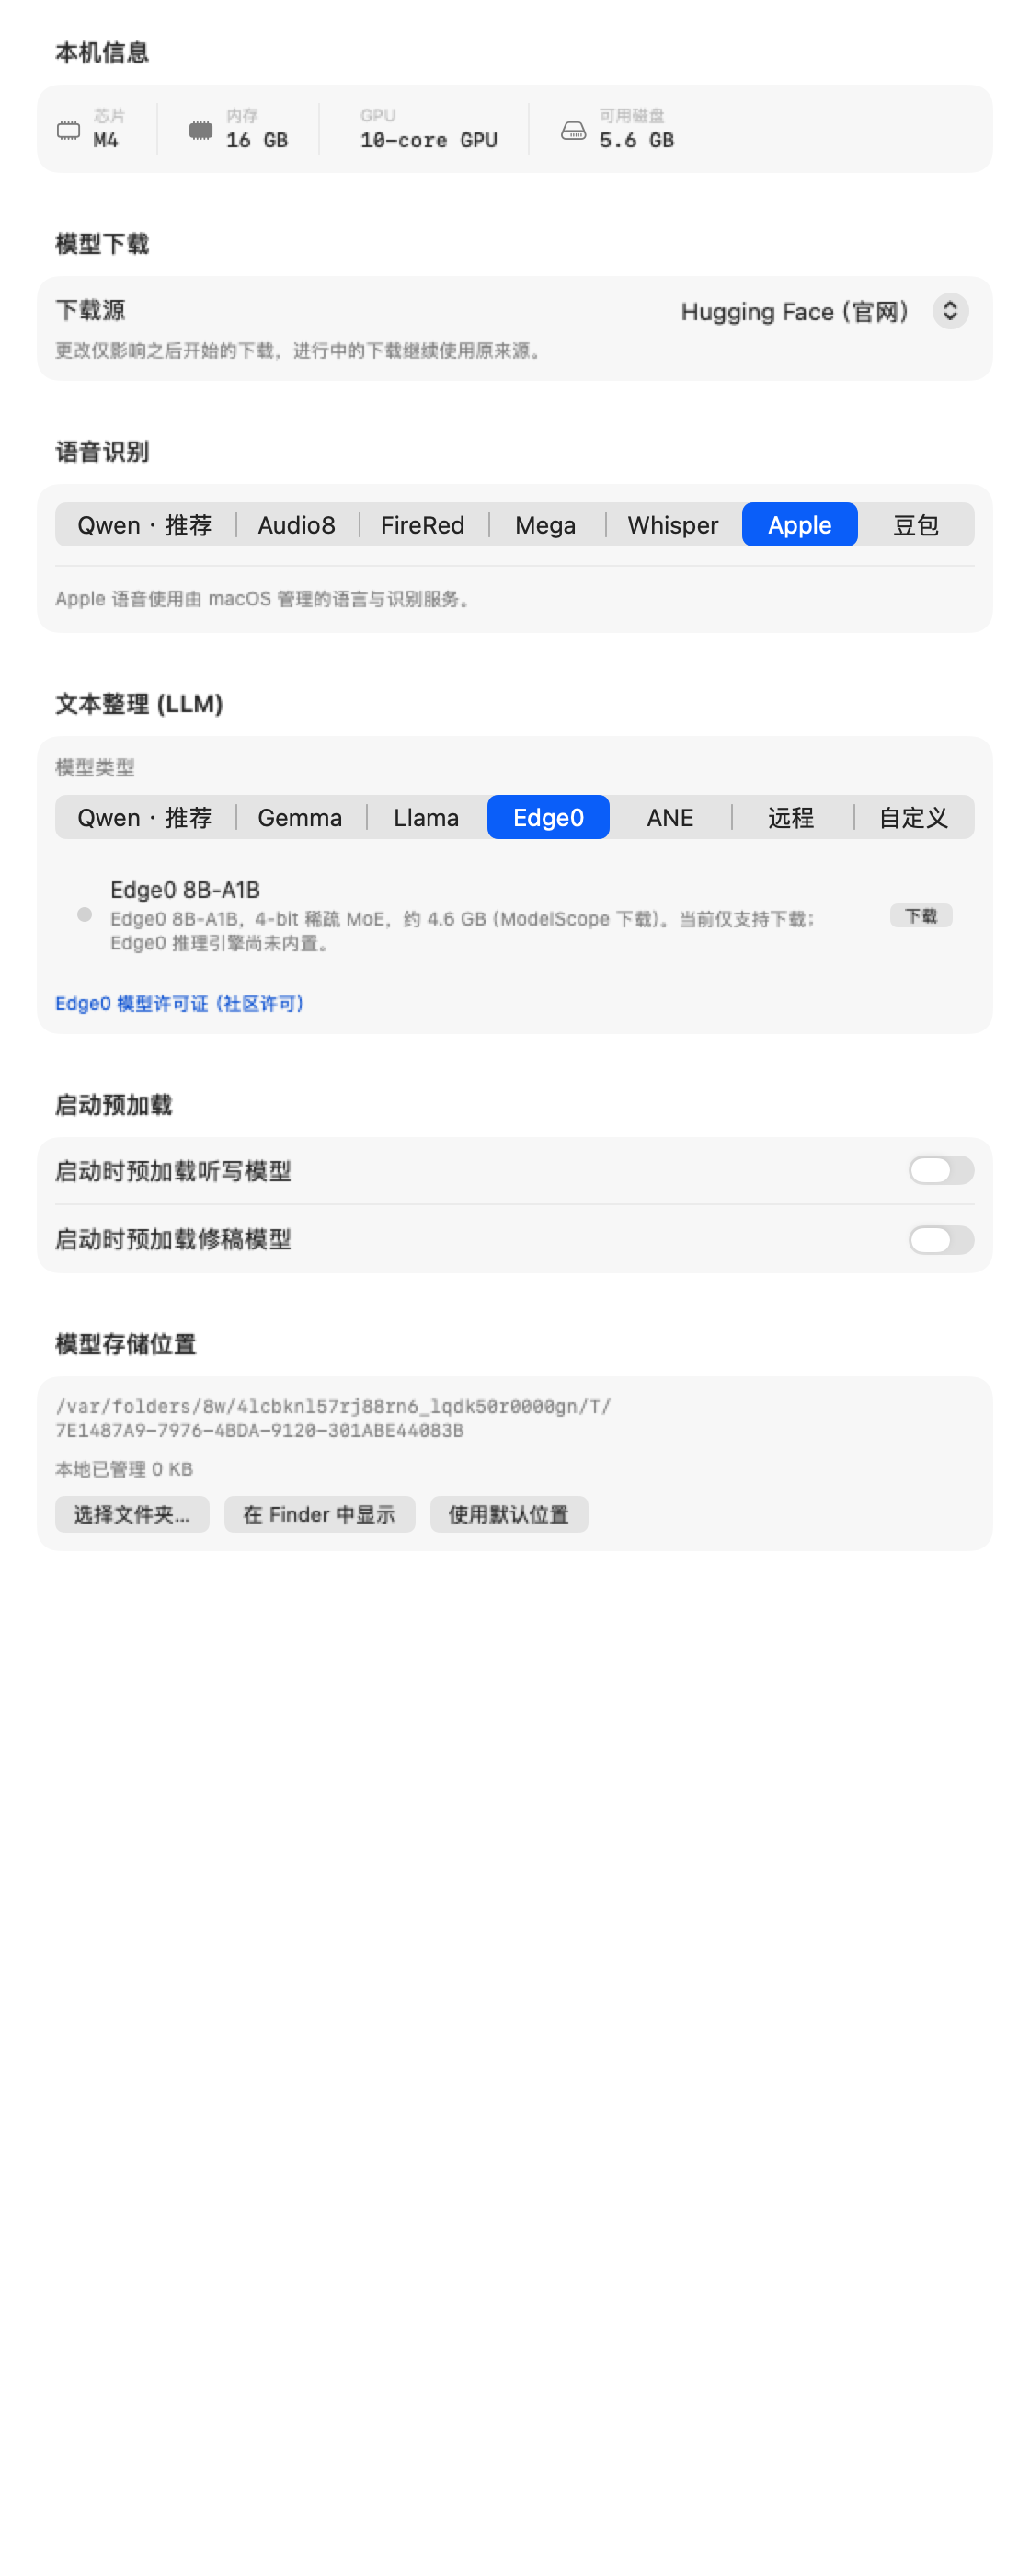 本机信息
芯片
M4
内存
16 GB
GPU
10-core GPU
可用磁盘
5.6 GB
模型下载
下载源
Hugging Face（官网）
更改仅影响之后开始的下载，进行中的下载继续使用原来源。
语音识别
Qwen · 推荐
Audio8
FireRed
Mega
Whisper
Apple
豆包
Apple 语音使用由 macOS 管理的语言与识别服务。
文本整理 (LLM)
模型类型
Qwen · 推荐
Gemma
Llama
Edge0
ANE
远程
自定义
Edge0 8B-A1B
Edge0 8B-A1B，4-bit 稀疏 MoE，约 4.6 GB (ModelScope 下载)。当前仅支持下载；
Edge0 推理引擎尚未内置。
下载
Edge0 模型许可证（社区许可）
启动预加载
启动时预加载听写模型
启动时预加载修稿模型
模型存储位置
/var/folders/8w/4lcbknl57rj88rn6_lqdk50r0000gn/T/
7E1487A9-7976-4BDA-9120-301ABE44083B
本地已管理 0 KB
选择文件夹...
在 Finder 中显示
使用默认位置